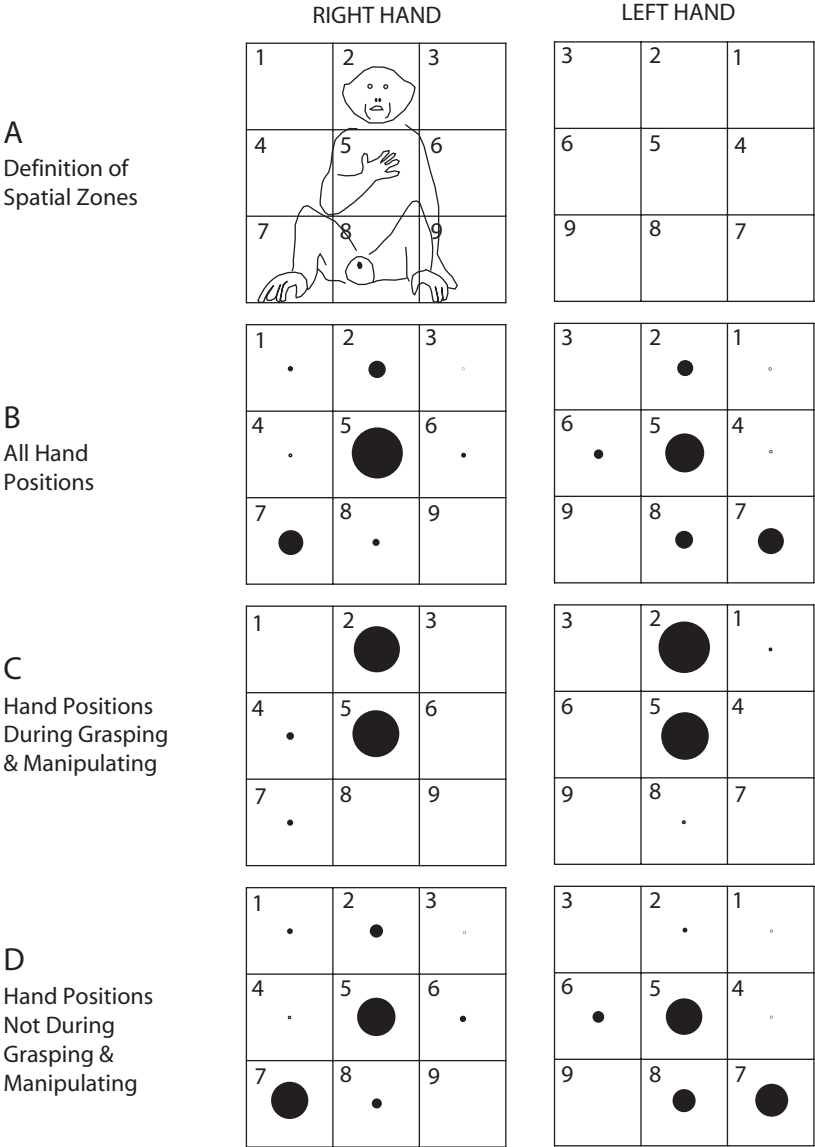 RIGHT HAND LEFT HAND
1 2 3 3 2 1
A
Definition of
Spatial Zones
4 5 6 6 5 4
7 8 9 9 8 7
1 2 3 3 2 1
B
All Hand
Positions
4 5 6 6 5 4
7 8 9 9 8 7
1 2 3 3 2 1
C
Hand Positions
During Grasping
& Manipulating
4 5 6 6 5 4
7 8 9 9 8 7
1 2 3 3 2 1
D
Hand Positions
Not During
Grasping &
Manipulating
4 5 6 6 5 4
7 8 9 9 8 7